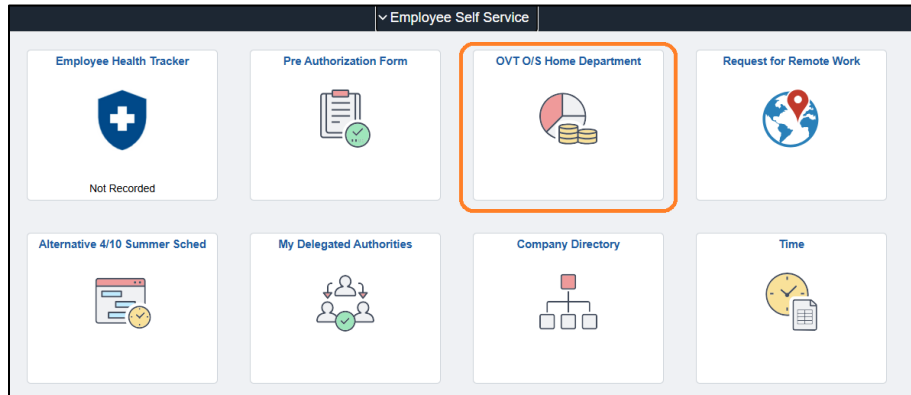 Employee Self Service
Employee Health Tracker
Pre Authorization Form
OVT O/S Home Department
Request for Remote Work
Not Recorded
Alternative 4/10 Summer Sched
My Delegated Authorities
Company Directory
Time